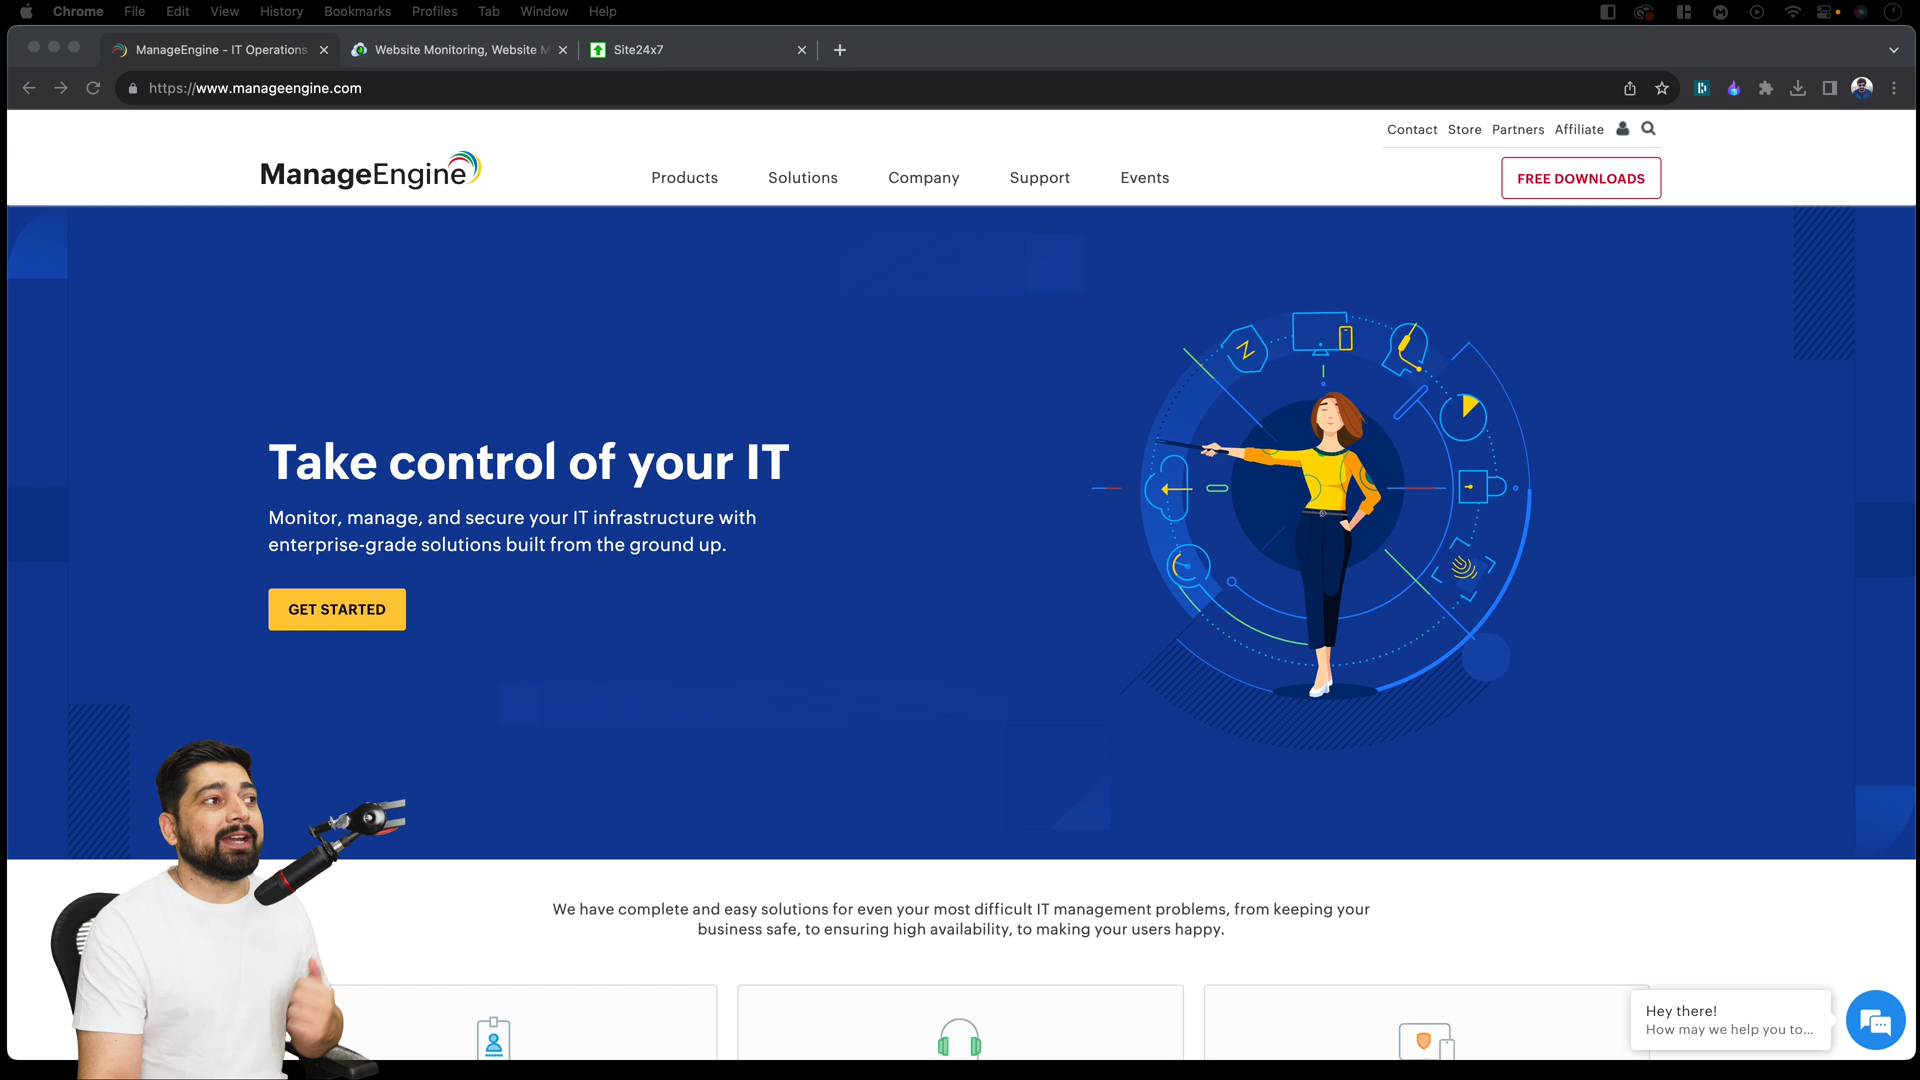 Chrome File Edit View History Bookmarks Profiles Tab Window Help
ManageEngine - IT Operations
Website Monitoring, Website M
Site24x7
https://www.manageengine.com
Contact Store Partners Affiliate
ManageEngine
Products Solutions Company Support Events
FREE DOWNLOADS
Take control of your IT
Monitor, manage, and secure your IT infrastructure with
enterprise-grade solutions built from the ground up.
GET STARTED
We have complete and easy solutions for even your most difficult IT management problems, from keeping your
business safe, to ensuring high availability, to making your users happy.
Hey there!
How may we help you to...